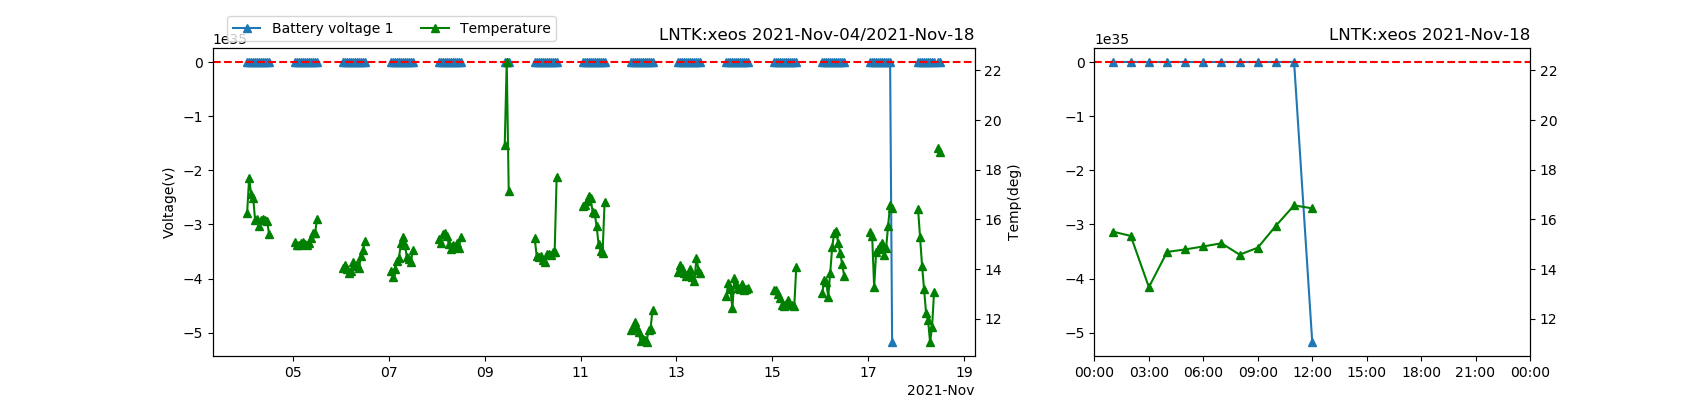 Battery voltage 1 Temperature
1e35
LNTK:xeos 2021-Nov-04/2021-Nov-18
0
−1
−2
−3
−4
−5
Voltage(v)
22
20
18
16
14
12
Temp(deg)
05 07 09 11 13 15 17 19
2021-Nov
LNTK:xeos 2021-Nov-18
1e35
0
−1
−2
−3
−4
−5
22
20
18
16
14
12
00:00 03:00 06:00 09:00 12:00 15:00 18:00 21:00 00:00